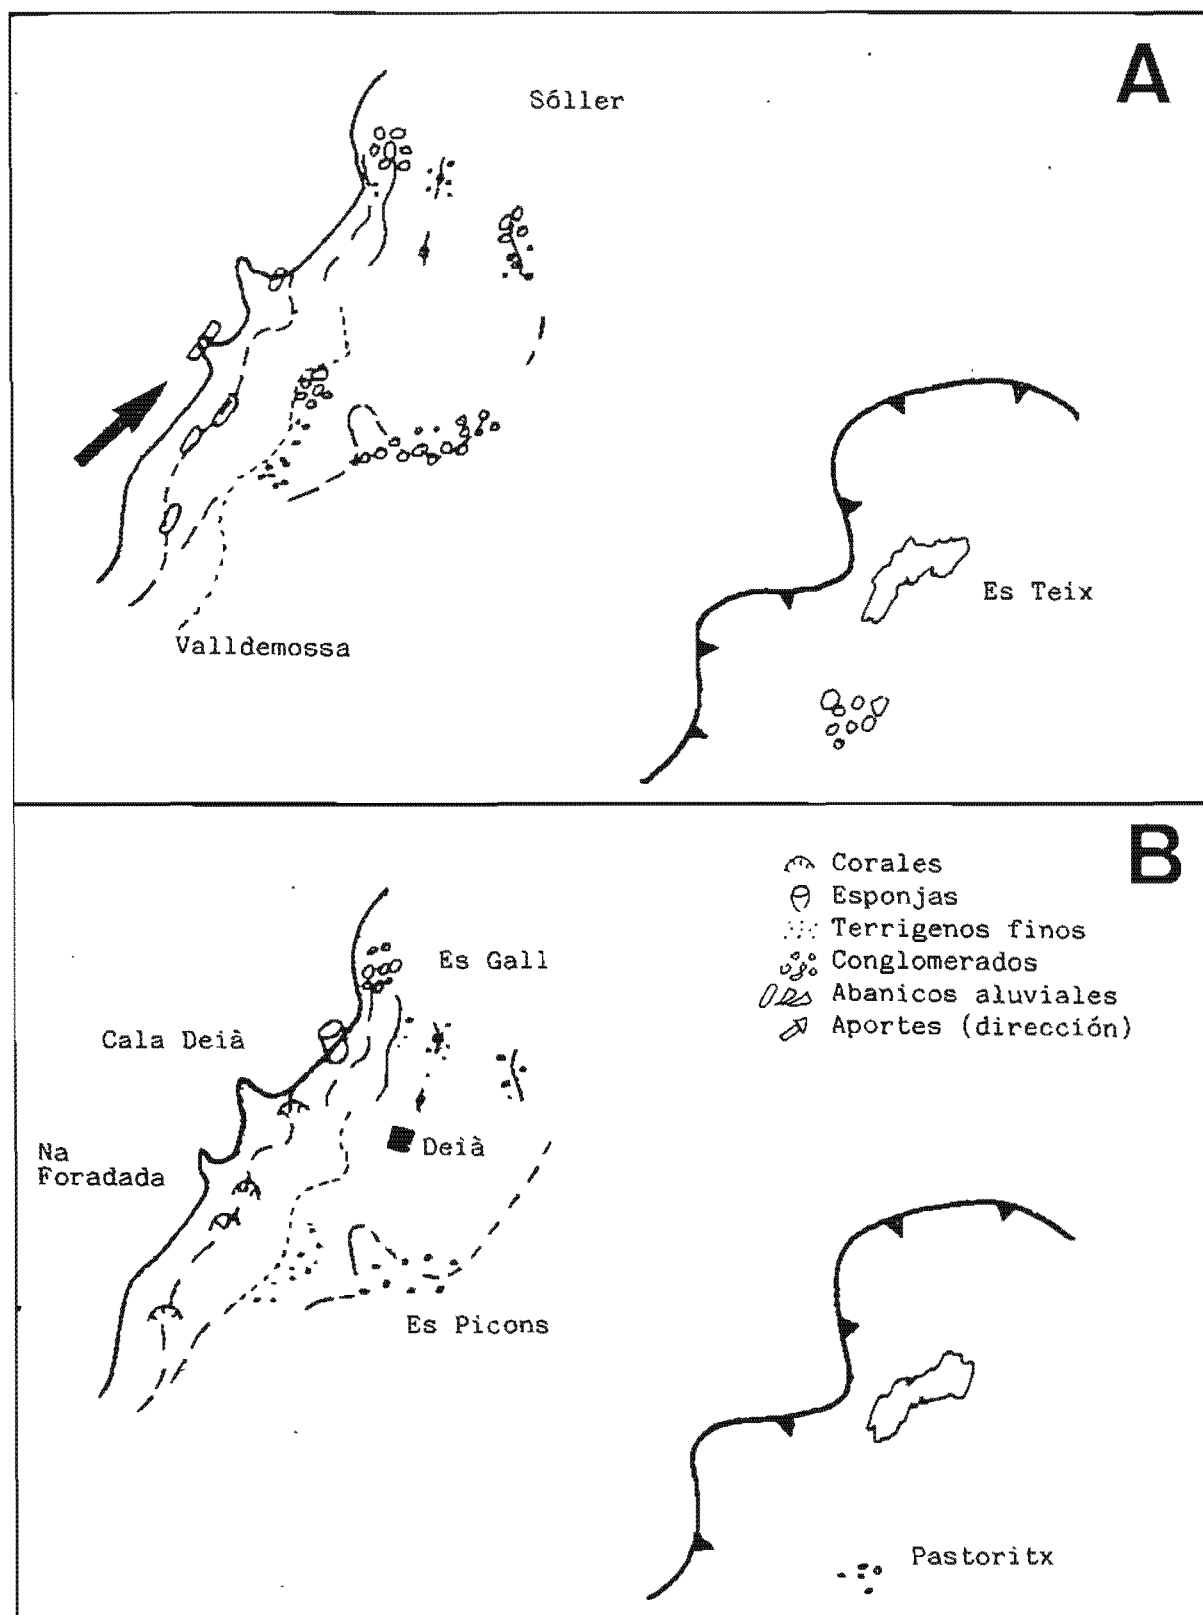 A
Sóller
Es Teix
Valldemossa
B
Corales
Esponjas
Terrigenos finos
Conglomerados
Abanicos aluviales
Aportes (dirección)
Es Gall
Cala Deià
Na
Foradada
Deià
Es Picons
Pastoritx